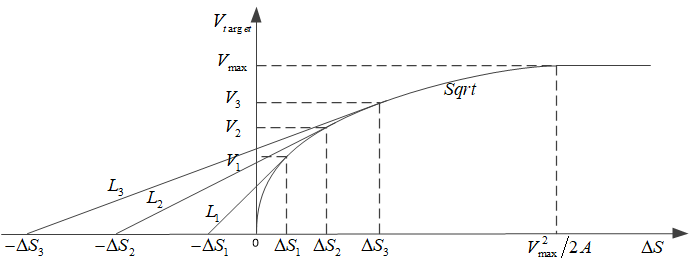 V_target
V_max
V_3
V_2
V_1
Sqrt
L_3
L_2
L_1
−ΔS_3 −ΔS_2 −ΔS_1 0 ΔS_1 ΔS_2 ΔS_3 V_max^2/2A ΔS